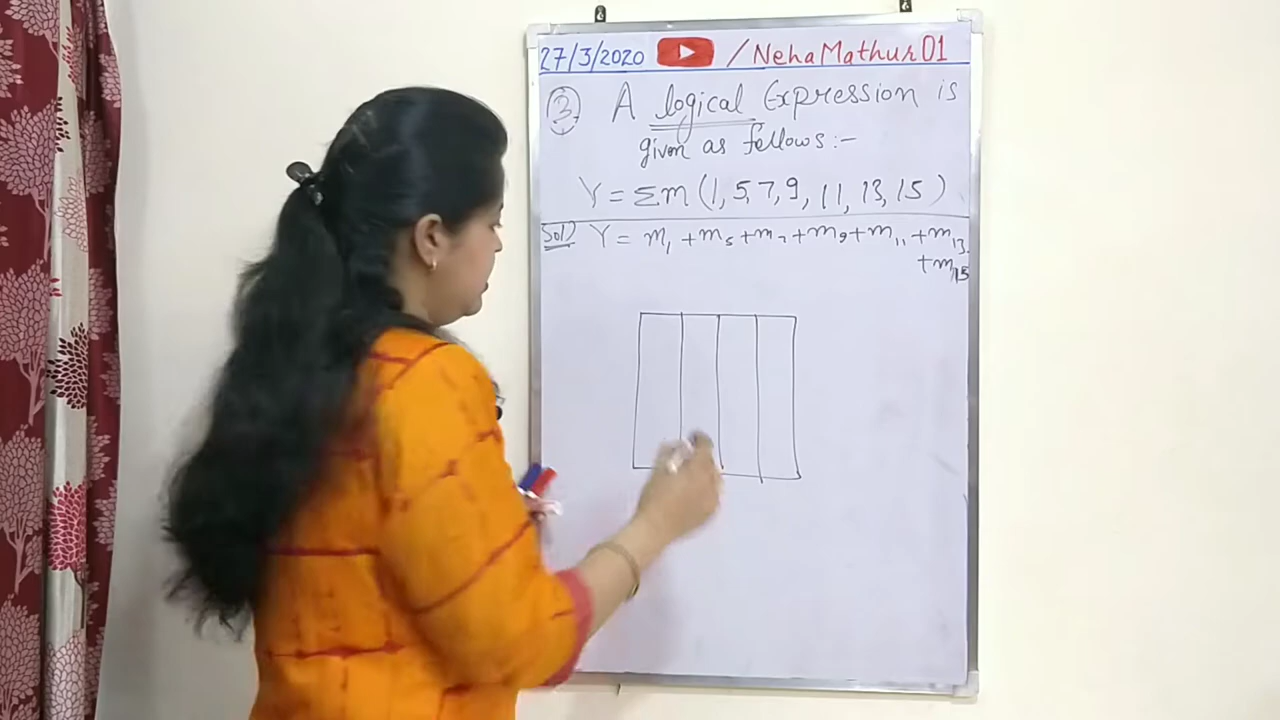 27/3/2020 /NehaMathur01
③ A logical Expression is
given as fellows:-
Y = Σm (1, 5, 7, 9, 11, 13, 15)
Sol) Y = m₁ + m₅ + m₇ + m₉ + m₁₁ + m₁₃
+ m₁₅